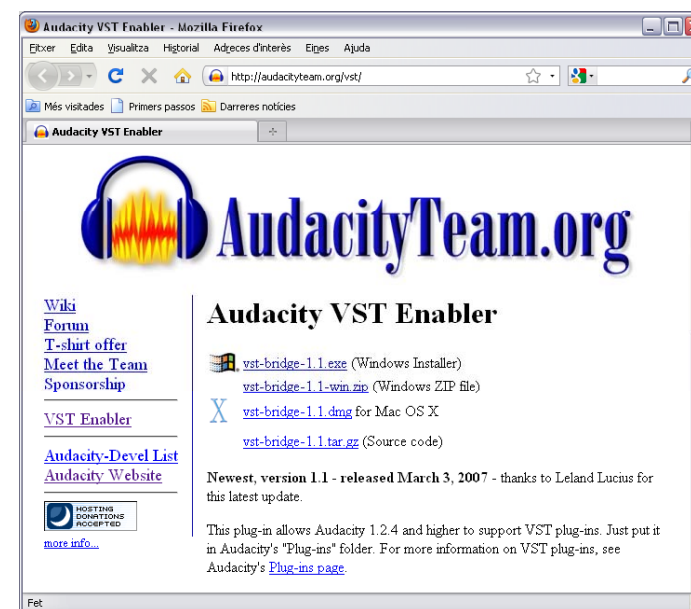 Audacity VST Enabler - Mozilla Firefox
Fitxer Edita Visualitza Historial Adreces d'interès Eines Ajuda
http://audacityteam.org/vst/
Més visitades Primers passos Darreres notícies
Audacity VST Enabler
AudacityTeam.org
Wiki
Forum
T-shirt offer
Meet the Team
Sponsorship
VST Enabler
Audacity-Devel List
Audacity Website
HOSTING
DONATIONS
ACCEPTED
more info...
Audacity VST Enabler
vst-bridge-1.1.exe (Windows Installer)
vst-bridge-1.1-win.zip (Windows ZIP file)
X vst-bridge-1.1.dmg for Mac OS X
vst-bridge-1.1.tar.gz (Source code)
Newest, version 1.1 - released March 3, 2007 - thanks to Leland Lucius for
this latest update.
This plug-in allows Audacity 1.2.4 and higher to support VST plug-ins. Just put it
in Audacity's "Plug-ins" folder. For more information on VST plug-ins, see
Audacity's Plug-ins page.
Fet